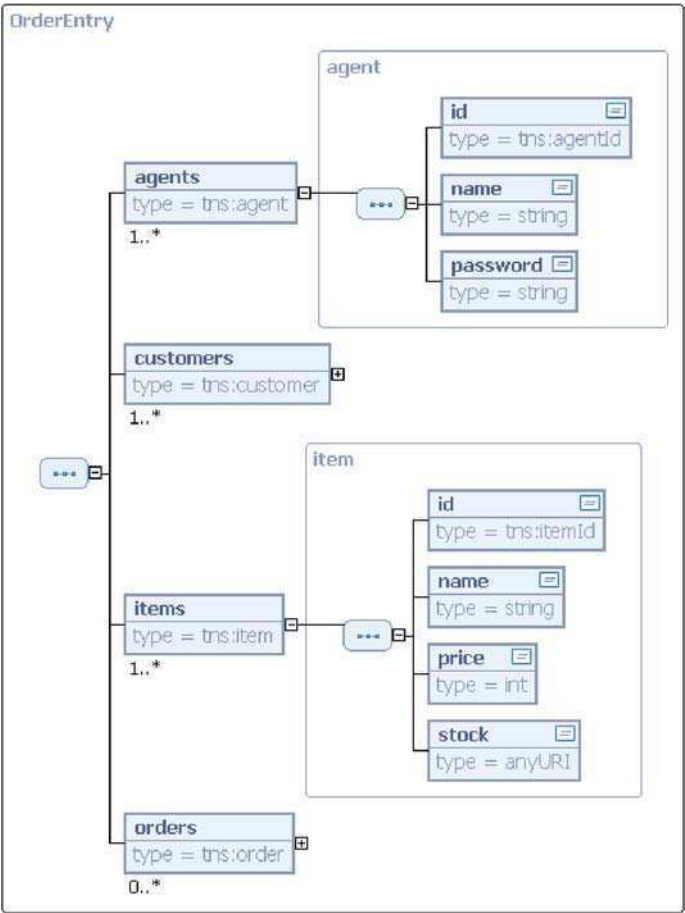 OrderEntry
agent
id
type = tns:agentId
agents
type = tns:agent
1..*
name
type = string
password
type = string
customers
type = tns:customer
1..*
item
id
type = tns:itemId
name
type = string
items
type = tns:item
1..*
price
type = int
stock
type = anyURI
orders
type = tns:order
0..*